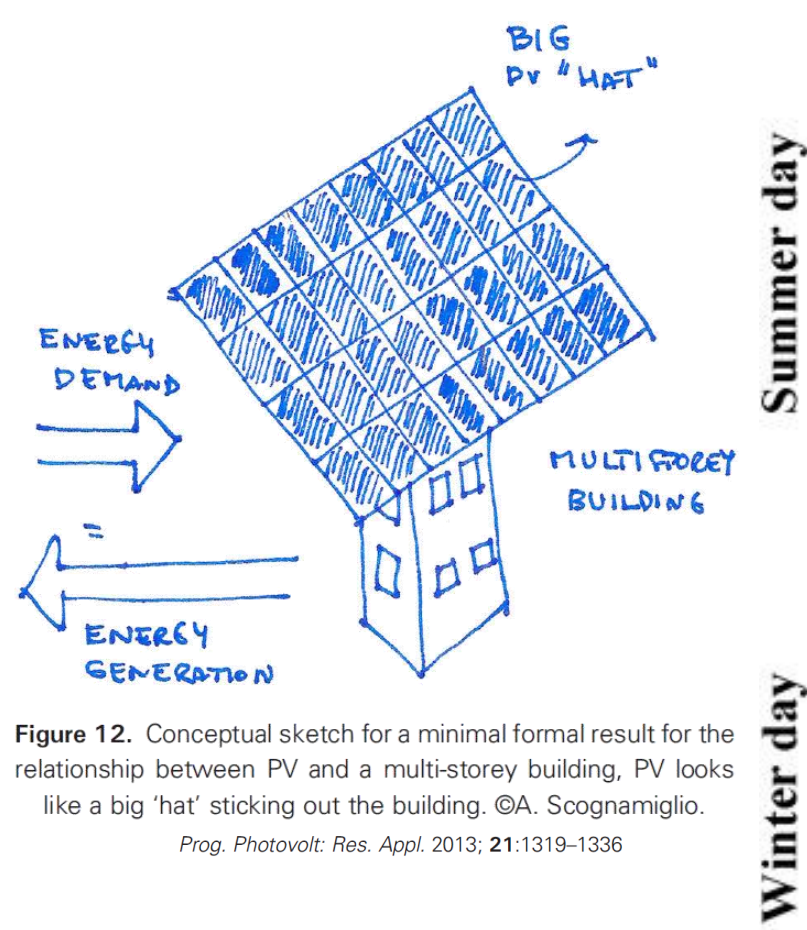 BIG
PV "HAT"
ENERGY
DEMAND
MULTISTOREY
BUILDING
=
ENERGY
GENERATION
Figure 12. Conceptual sketch for a minimal formal result for the
relationship between PV and a multi-storey building, PV looks
like a big ‘hat’ sticking out the building. ©A. Scognamiglio.
Prog. Photovolt: Res. Appl. 2013; 21:1319–1336
Summer day
Winter day